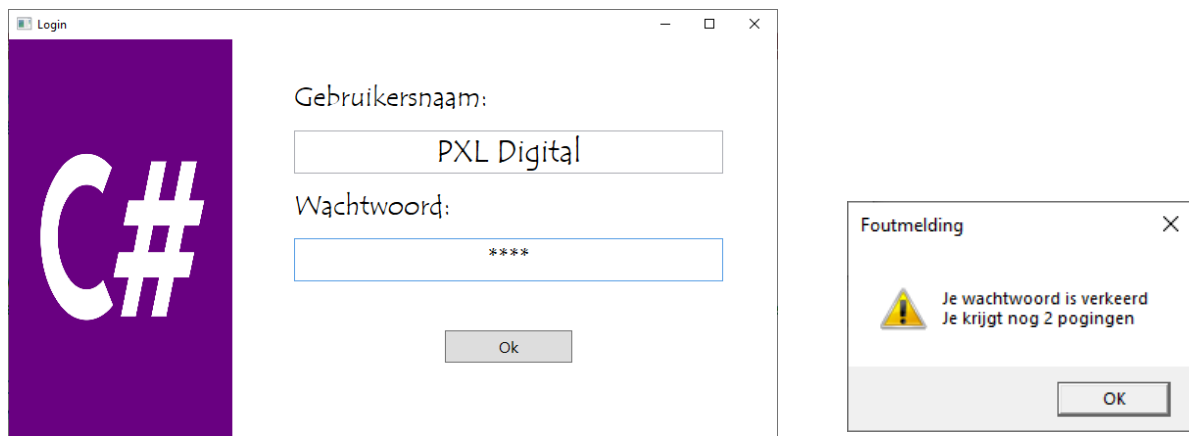 Login
C#
Gebruikersnaam:
PXL Digital
Wachtwoord:
****
Ok
Foutmelding
Je wachtwoord is verkeerd
Je krijgt nog 2 pogingen
OK